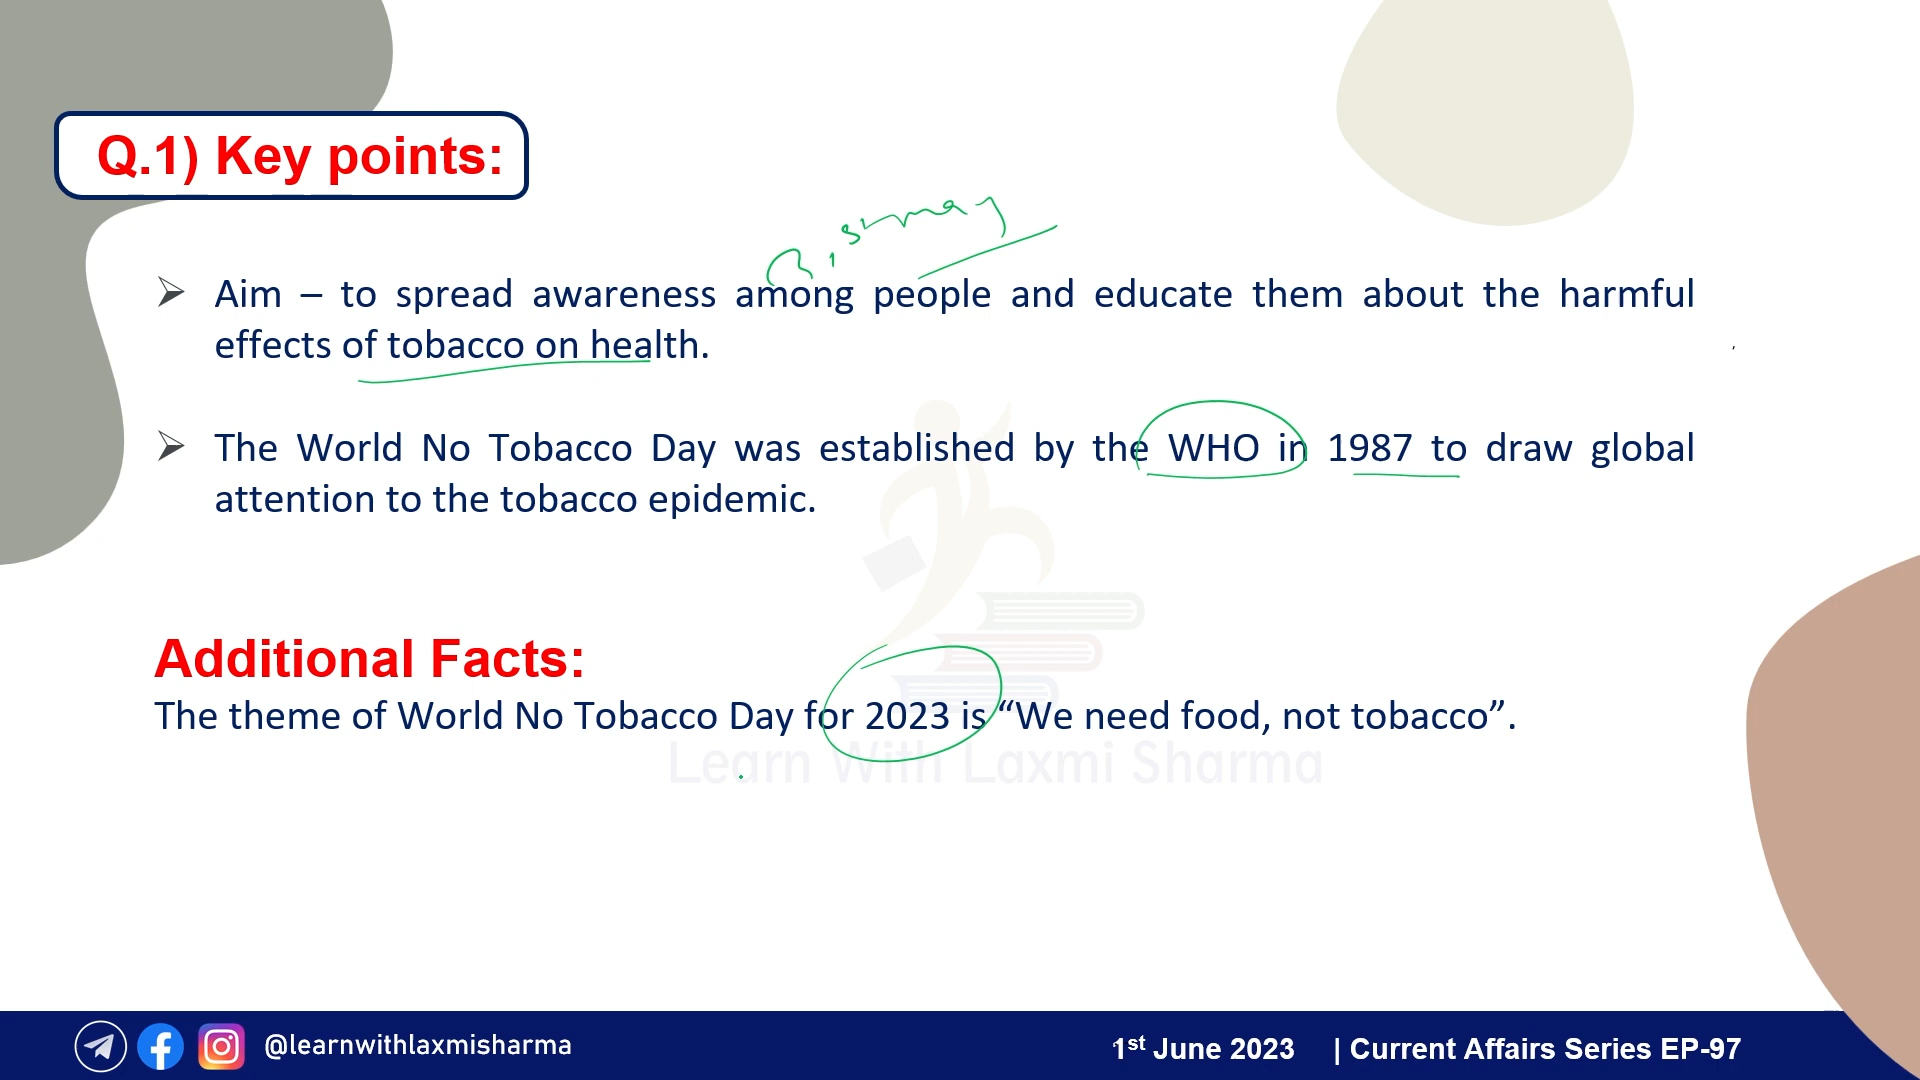 Q.1) Key points:
➢ Aim – to spread awareness among people and educate them about the harmful
effects of tobacco on health.
➢ The World No Tobacco Day was established by the WHO in 1987 to draw global
attention to the tobacco epidemic.
Additional Facts:
The theme of World No Tobacco Day for 2023 is “We need food, not tobacco”.
Learn With Laxmi Sharma
@learnwithlaxmisharma
1st June 2023 | Current Affairs Series EP-97